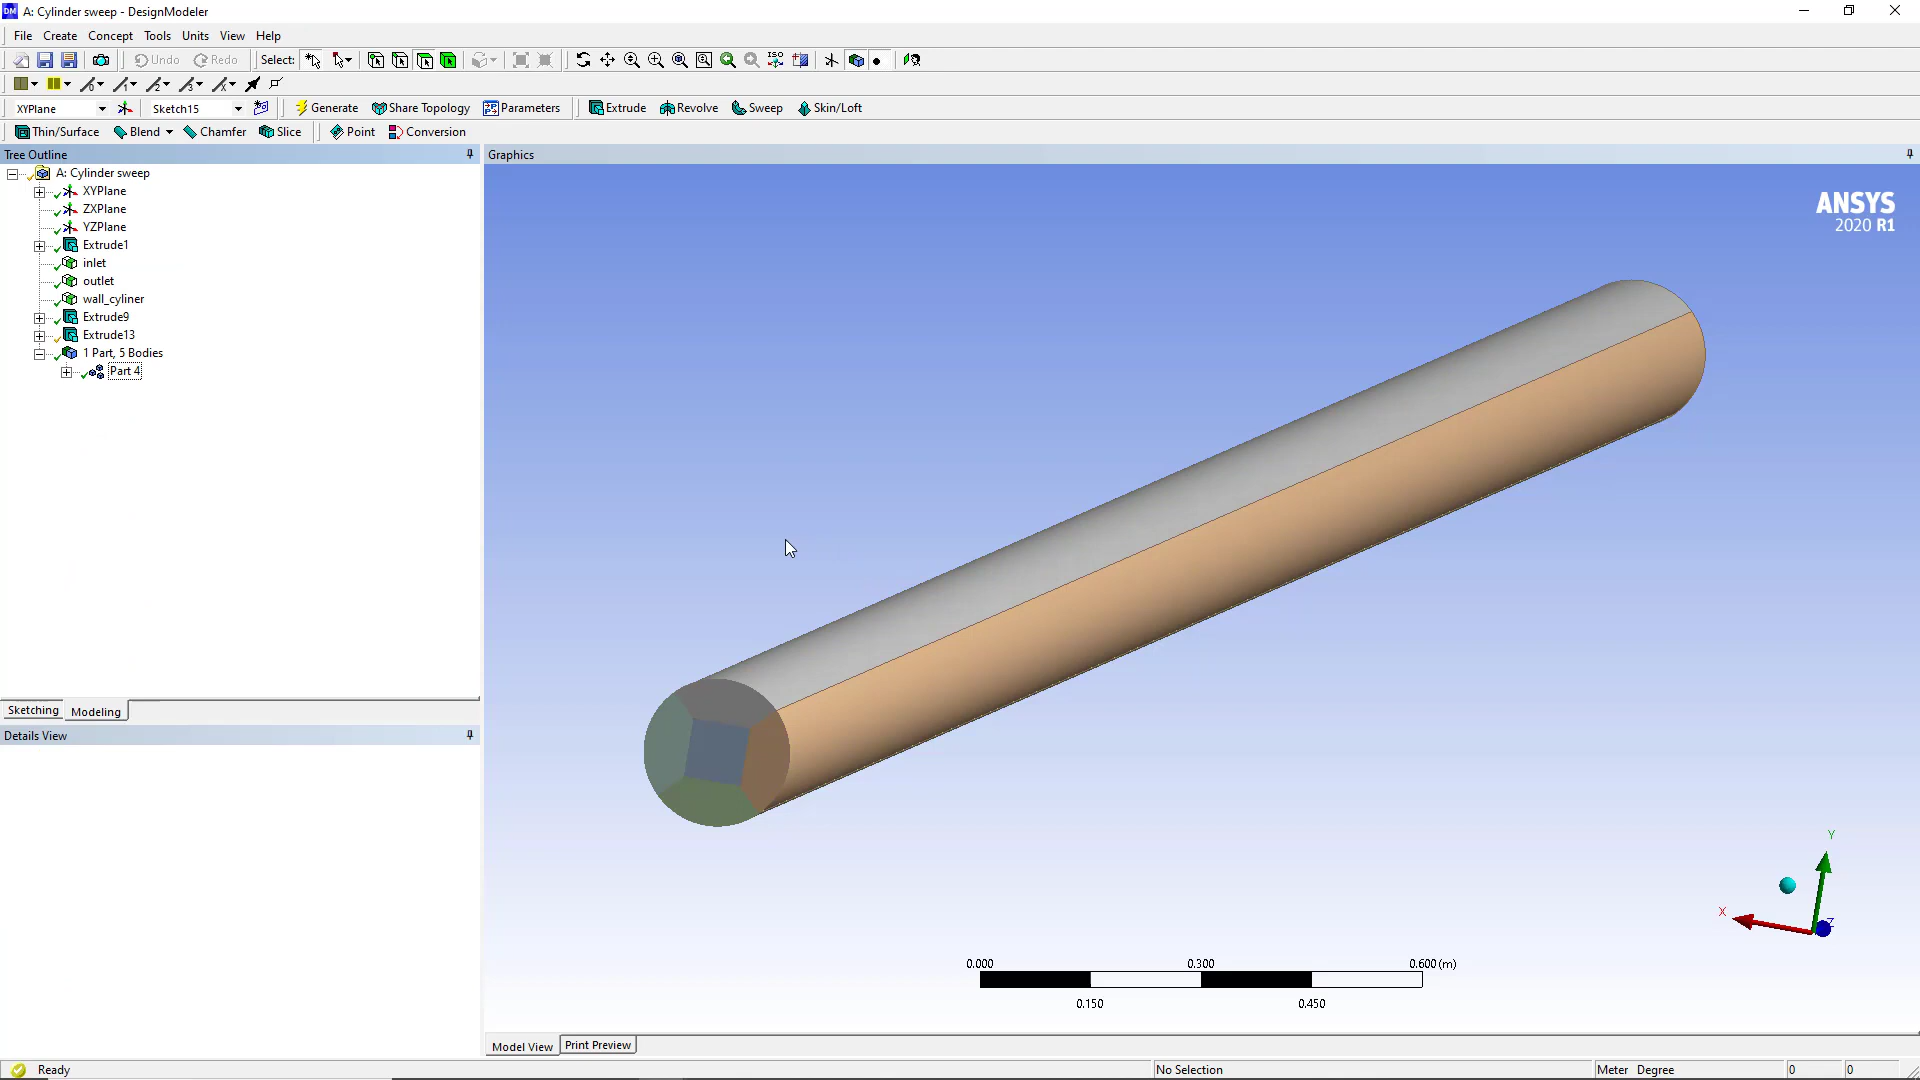 A: Cylinder sweep - DesignModeler
File Create Concept Tools Units View Help
Undo Redo Select:
XYPlane Sketch15 Generate Share Topology Parameters Extrude Revolve Sweep Skin/Loft
Thin/Surface Blend Chamfer Slice Point Conversion
Tree Outline
A: Cylinder sweep
XYPlane
ZXPlane
YZPlane
Extrude1
inlet
outlet
wall_cyliner
Extrude9
Extrude13
1 Part, 5 Bodies
Part 4
Sketching Modeling
Details View
Graphics
ANSYS
2020 R1
Y
X
Z
0.000 0.300 0.600 (m)
0.150 0.450
Model View Print Preview
Ready No Selection Meter Degree 0 0